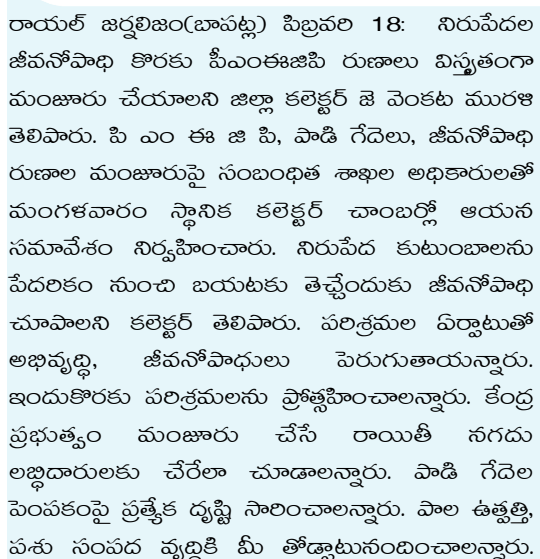 రాయల్ జర్నలిజం(బాపట్ల) పిబ్రవరి 18: నిరుపేదల
జీవనోపాధి కొరకు పీఎంఈజిపి రుణాలు విస్తృతంగా
మంజూరు చేయాలని జిల్లా కలెక్టర్ జె వెంకట మురళి
తెలిపారు. పి ఎం ఈ జి పి, పాడి గేదెలు, జీవనోపాధి
రుణాల మంజూరుపై సంబంధిత శాఖల అధికారులతో
మంగళవారం స్థానిక కలెక్టర్ చాంబర్లో ఆయన
సమావేశం నిర్వహించారు. నిరుపేద కుటుంబాలను
పేదరికం నుంచి బయటకు తెచ్చేందుకు జీవనోపాధి
చూపాలని కలెక్టర్ తెలిపారు. పరిశ్రమల ఏర్పాటుతో
అభివృద్ధి, జీవనోపాధులు పెరుగుతాయన్నారు.
ఇందుకొరకు పరిశ్రమలను ప్రోత్సహించాలన్నారు. కేంద్ర
ప్రభుత్వం మంజూరు చేసే రాయితీ నగదు
లబ్ధిదారులకు చేరేలా చూడాలన్నారు. పాడి గేదెల
పెంపకంపై ప్రత్యేక దృష్టి సారించాలన్నారు. పాల ఉత్పత్తి,
పశు సంపద వృద్ధికి మీ తోడ్పాటునందించాలన్నారు.